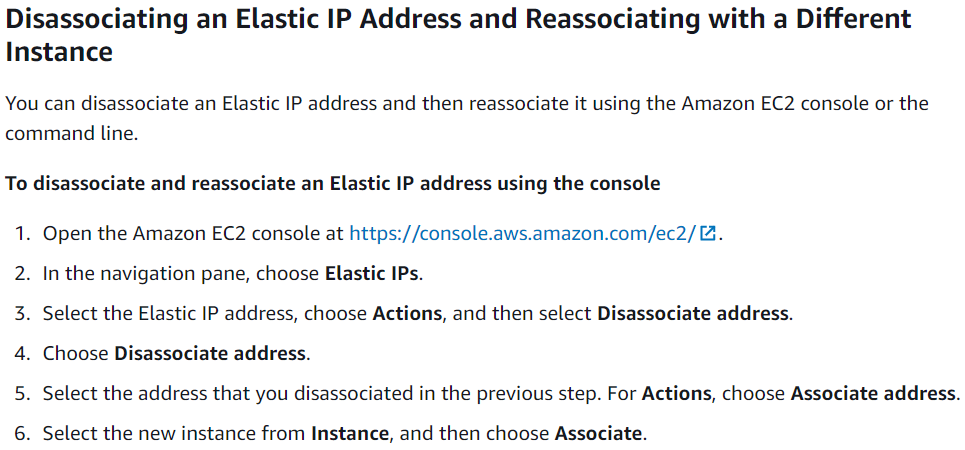 Disassociating an Elastic IP Address and Reassociating with a Different
Instance
You can disassociate an Elastic IP address and then reassociate it using the Amazon EC2 console or the
command line.
To disassociate and reassociate an Elastic IP address using the console
1. Open the Amazon EC2 console at https://console.aws.amazon.com/ec2/.
2. In the navigation pane, choose Elastic IPs.
3. Select the Elastic IP address, choose Actions, and then select Disassociate address.
4. Choose Disassociate address.
5. Select the address that you disassociated in the previous step. For Actions, choose Associate address.
6. Select the new instance from Instance, and then choose Associate.